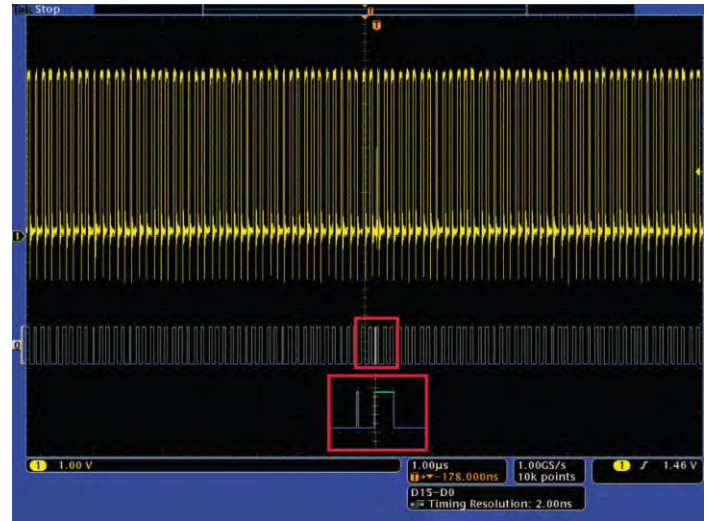 Tek Stop
T
T
1
0
1 1.00 V
1.00µs
T→▼-178.000ns
1.00GS/s
10k points
1 ʃ 1.46 V
D15-D0
Timing Resolution: 2.00ns